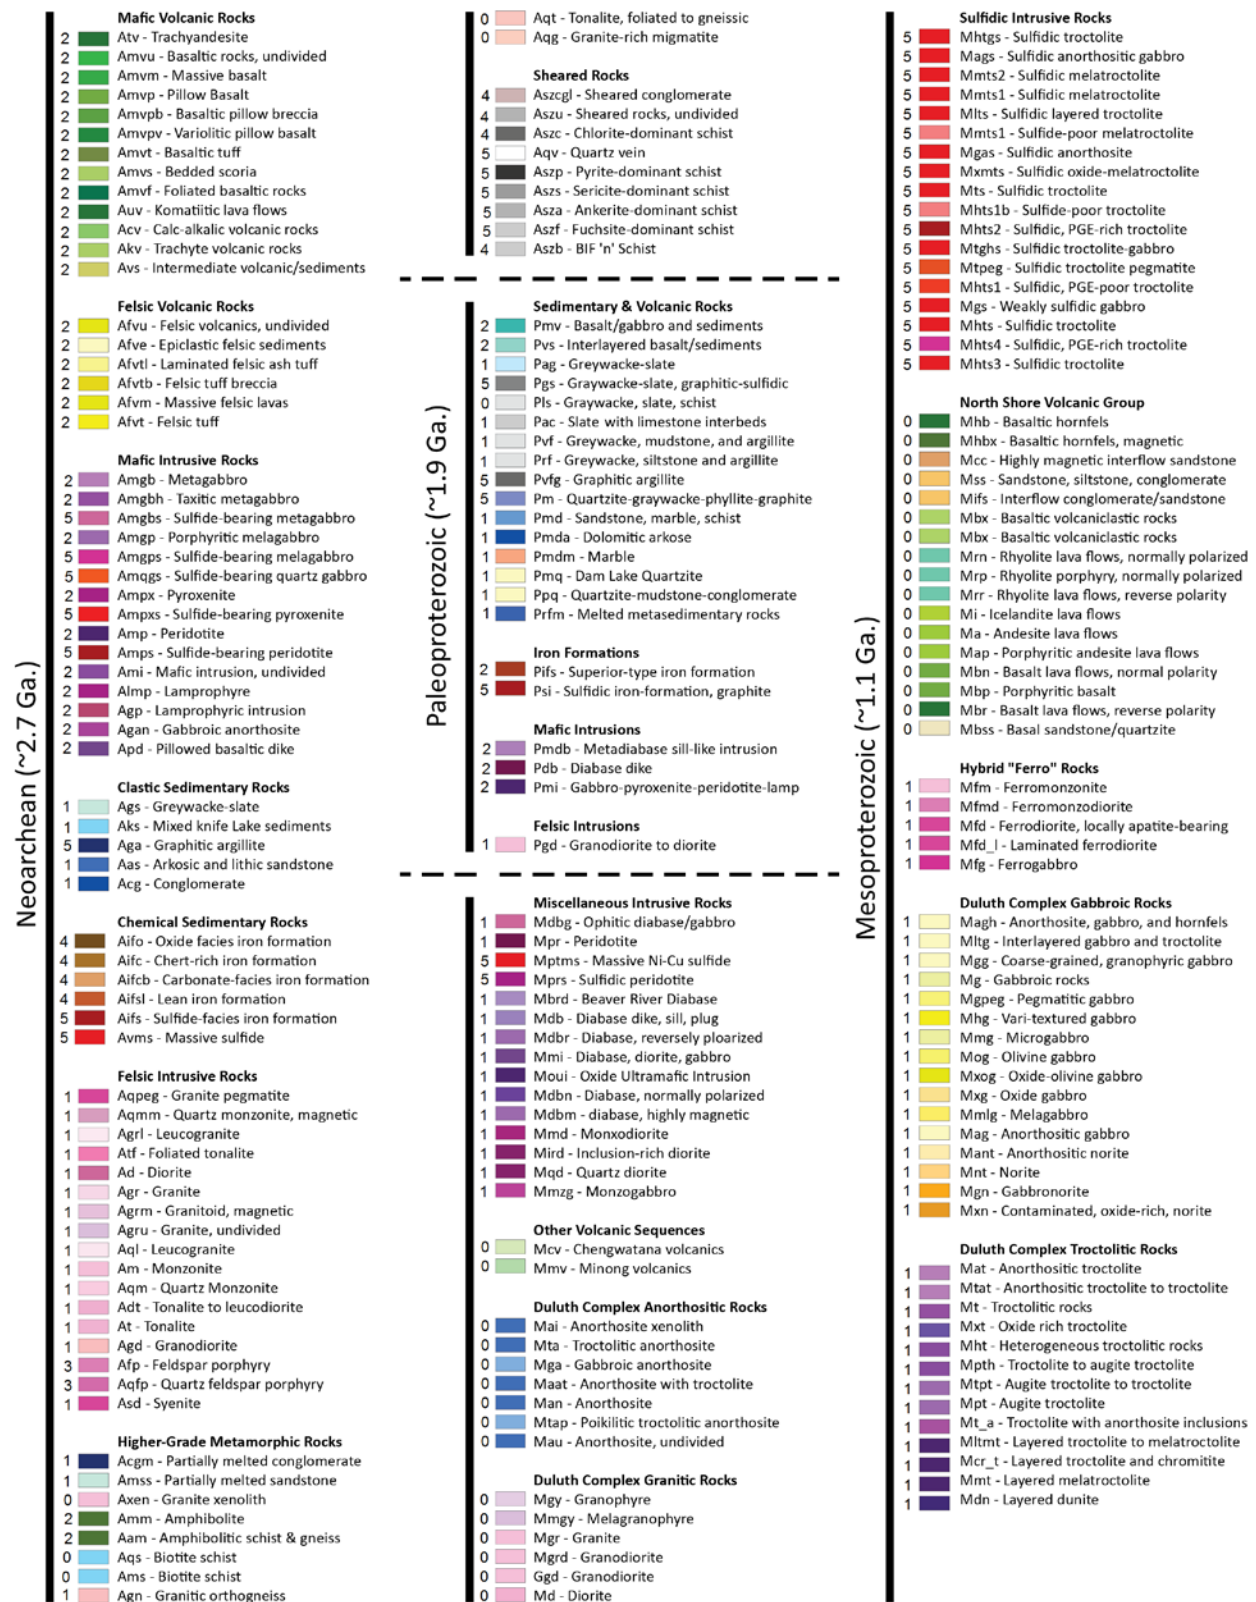 Neoarchean (~2.7 Ga.)
Mafic Volcanic Rocks
2 Atv - Trachyandesite
2 Amvu - Basaltic rocks, undivided
2 Amvm - Massive basalt
2 Amvp - Pillow Basalt
2 Amvpb - Basaltic pillow breccia
2 Amvpv - Variolitic pillow basalt
2 Amvt - Basaltic tuff
2 Amvs - Bedded scoria
2 Amvf - Foliated basaltic rocks
2 Auv - Komatiitic lava flows
2 Acv - Calc-alkalic volcanic rocks
2 Akv - Trachyte volcanic rocks
2 Avs - Intermediate volcanic/sediments
Felsic Volcanic Rocks
2 Afvu - Felsic volcanics, undivided
2 Afve - Epiclastic felsic sediments
2 Afvtl - Laminated felsic ash tuff
2 Afvtb - Felsic tuff breccia
2 Afvm - Massive felsic lavas
2 Afvt - Felsic tuff
Mafic Intrusive Rocks
2 Amgb - Metagabbro
2 Amgbh - Taxitic metagabbro
5 Amgbs - Sulfide-bearing metagabbro
2 Amgp - Porphyritic melagabbro
5 Amgps - Sulfide-bearing melagabbro
5 Amqgs - Sulfide-bearing quartz gabbro
2 Ampx - Pyroxenite
5 Ampxs - Sulfide-bearing pyroxenite
2 Amp - Peridotite
5 Amps - Sulfide-bearing peridotite
2 Ami - Mafic intrusion, undivided
2 Almp - Lamprophyre
2 Agp - Lamprophyric intrusion
2 Agan - Gabbroic anorthosite
2 Apd - Pillowed basaltic dike
Clastic Sedimentary Rocks
1 Ags - Greywacke-slate
1 Aks - Mixed knife Lake sediments
5 Aga - Graphitic argillite
1 Aas - Arkosic and lithic sandstone
1 Acg - Conglomerate
Chemical Sedimentary Rocks
4 Aifo - Oxide facies iron formation
4 Aifc - Chert-rich iron formation
4 Aifcb - Carbonate-facies iron formation
4 Aifsl - Lean iron formation
5 Aifs - Sulfide-facies iron formation
5 Avms - Massive sulfide
Felsic Intrusive Rocks
1 Aqpeg - Granite pegmatite
1 Aqmm - Quartz monzonite, magnetic
1 Agrl - Leucogranite
1 Atf - Foliated tonalite
1 Ad - Diorite
1 Agr - Granite
1 Agrm - Granitoid, magnetic
1 Agru - Granite, undivided
1 Aql - Leucogranite
1 Am - Monzonite
1 Aqm - Quartz Monzonite
1 Adt - Tonalite to leucodiorite
1 At - Tonalite
1 Agd - Granodiorite
3 Afp - Feldspar porphyry
3 Aqfp - Quartz feldspar porphyry
1 Asd - Syenite
Higher-Grade Metamorphic Rocks
1 Acgm - Partially melted conglomerate
1 Amss - Partially melted sandstone
0 Axen - Granite xenolith
2 Amm - Amphibolite
2 Aam - Amphibolitic schist & gneiss
0 Aqs - Biotite schist
0 Ams - Biotite schist
1 Agn - Granitic orthogneiss
0 Aqt - Tonalite, foliated to gneissic
0 Aqg - Granite-rich migmatite
Sheared Rocks
4 Aszcgl - Sheared conglomerate
4 Aszu - Sheared rocks, undivided
4 Aszc - Chlorite-dominant schist
5 Aqv - Quartz vein
5 Aszp - Pyrite-dominant schist
5 Aszs - Sericite-dominant schist
5 Asza - Ankerite-dominant schist
5 Aszf - Fuchsite-dominant schist
4 Aszb - BIF 'n' Schist
Paleoproterozoic (~1.9 Ga.)
Sedimentary & Volcanic Rocks
2 Pmv - Basalt/gabbro and sediments
2 Pvs - Interlayered basalt/sediments
1 Pag - Greywacke-slate
5 Pgs - Graywacke-slate, graphitic-sulfidic
0 Pls - Graywacke, slate, schist
1 Pac - Slate with limestone interbeds
1 Pvf - Greywacke, mudstone, and argillite
1 Prf - Greywacke, siltstone and argillite
5 Pvfg - Graphitic argillite
5 Pm - Quartzite-graywacke-phyllite-graphite
1 Pmd - Sandstone, marble, schist
1 Pmda - Dolomitic arkose
1 Pmdm - Marble
1 Pmq - Dam Lake Quartzite
1 Ppq - Quartzite-mudstone-conglomerate
1 Prfm - Melted metasedimentary rocks
Iron Formations
2 Pifs - Superior-type iron formation
5 Psi - Sulfidic iron-formation, graphite
Mafic Intrusions
2 Pmdb - Metadiabase sill-like intrusion
2 Pdb - Diabase dike
2 Pmi - Gabbro-pyroxenite-peridotite-lamp
Felsic Intrusions
1 Pgd - Granodiorite to diorite
Miscellaneous Intrusive Rocks
1 Mdbg - Ophitic diabase/gabbro
1 Mpr - Peridotite
5 Mptms - Massive Ni-Cu sulfide
5 Mprs - Sulfidic peridotite
1 Mbrd - Beaver River Diabase
1 Mdb - Diabase dike, sill, plug
1 Mdbr - Diabase, reversely ploarized
1 Mmi - Diabase, diorite, gabbro
1 Moui - Oxide Ultramafic Intrusion
1 Mdbn - Diabase, normally polarized
1 Mdbm - diabase, highly magnetic
1 Mmd - Monxodiorite
1 Mird - Inclusion-rich diorite
1 Mqd - Quartz diorite
1 Mmzg - Monzogabbro
Other Volcanic Sequences
0 Mcv - Chengwatana volcanics
0 Mmv - Minong volcanics
Duluth Complex Anorthositic Rocks
0 Mai - Anorthosite xenolith
0 Mta - Troctolitic anorthosite
0 Mga - Gabbroic anorthosite
0 Maat - Anorthosite with troctolite
0 Man - Anorthosite
0 Mtap - Poikilitic troctolitic anorthosite
0 Mau - Anorthosite, undivided
Duluth Complex Granitic Rocks
0 Mgy - Granophyre
0 Mmgy - Melagranophyre
0 Mgr - Granite
0 Mgrd - Granodiorite
0 Ggd - Granodiorite
0 Md - Diorite
Mesoproterozoic (~1.1 Ga.)
Sulfidic Intrusive Rocks
5 Mhtgs - Sulfidic troctolite
5 Mags - Sulfidic anorthositic gabbro
5 Mmts2 - Sulfidic melatroctolite
5 Mmts1 - Sulfidic melatroctolite
5 Mlts - Sulfidic layered troctolite
5 Mmts1 - Sulfide-poor melatroctolite
5 Mgas - Sulfidic anorthosite
5 Mxmts - Sulfidic oxide-melatroctolite
5 Mts - Sulfidic troctolite
5 Mhts1b - Sulfide-poor troctolite
5 Mhts2 - Sulfidic, PGE-rich troctolite
5 Mtghs - Sulfidic troctolite-gabbro
5 Mtpeg - Sulfidic troctolite pegmatite
5 Mhts1 - Sulfidic, PGE-poor troctolite
5 Mgs - Weakly sulfidic gabbro
5 Mhts - Sulfidic troctolite
5 Mhts4 - Sulfidic, PGE-rich troctolite
5 Mhts3 - Sulfidic troctolite
North Shore Volcanic Group
0 Mhb - Basaltic hornfels
0 Mhbx - Basaltic hornfels, magnetic
0 Mcc - Highly magnetic interflow sandstone
0 Mss - Sandstone, siltstone, conglomerate
0 Mifs - Interflow conglomerate/sandstone
0 Mbx - Basaltic volcaniclastic rocks
0 Mbx - Basaltic volcaniclastic rocks
0 Mrn - Rhyolite lava flows, normally polarized
0 Mrp - Rhyolite porphyry, normally polarized
0 Mrr - Rhyolite lava flows, reverse polarity
0 Mi - Icelandite lava flows
0 Ma - Andesite lava flows
0 Map - Porphyritic andesite lava flows
0 Mbn - Basalt lava flows, normal polarity
0 Mbp - Porphyritic basalt
0 Mbr - Basalt lava flows, reverse polarity
0 Mbss - Basal sandstone/quartzite
Hybrid "Ferro" Rocks
1 Mfm - Ferromonzonite
1 Mfmd - Ferromonzodiorite
1 Mfd - Ferrodiorite, locally apatite-bearing
1 Mfd_l - Laminated ferrodiorite
1 Mfg - Ferrogabbro
Duluth Complex Gabbroic Rocks
1 Magh - Anorthosite, gabbro, and hornfels
1 Mltg - Interlayered gabbro and troctolite
1 Mgg - Coarse-grained, granophyric gabbro
1 Mg - Gabbroic rocks
1 Mgpeg - Pegmatitic gabbro
1 Mhg - Vari-textured gabbro
1 Mmg - Microgabbro
1 Mog - Olivine gabbro
1 Mxog - Oxide-olivine gabbro
1 Mxg - Oxide gabbro
1 Mmlg - Melagabbro
1 Mag - Anorthositic gabbro
1 Mant - Anorthositic norite
1 Mnt - Norite
1 Mgn - Gabbronorite
1 Mxn - Contaminated, oxide-rich, norite
Duluth Complex Troctolitic Rocks
1 Mat - Anorthositic troctolite
1 Mtat - Anorthositic troctolite to troctolite
1 Mt - Troctolitic rocks
1 Mxt - Oxide rich troctolite
1 Mht - Heterogeneous troctolitic rocks
1 Mpth - Troctolite to augite troctolite
1 Mtpt - Augite troctolite to troctolite
1 Mpt - Augite troctolite
1 Mt_a - Troctolite with anorthosite inclusions
1 Mltmt - Layered troctolite to melatroctolite
1 Mcr_t - Layered troctolite and chromitite
1 Mmt - Layered melatroctolite
1 Mdn - Layered dunite